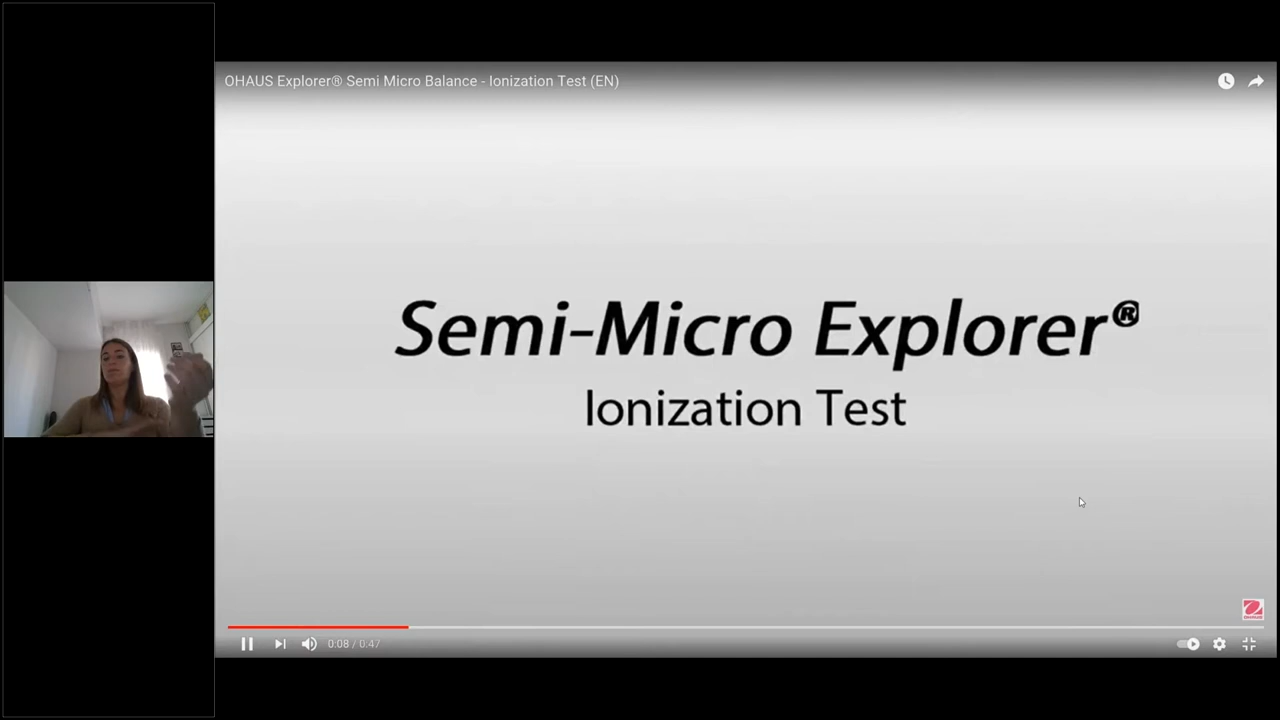 OHAUS Explorer® Semi Micro Balance - Ionization Test (EN)
Semi-Micro Explorer®
Ionization Test
0:08 / 0:47